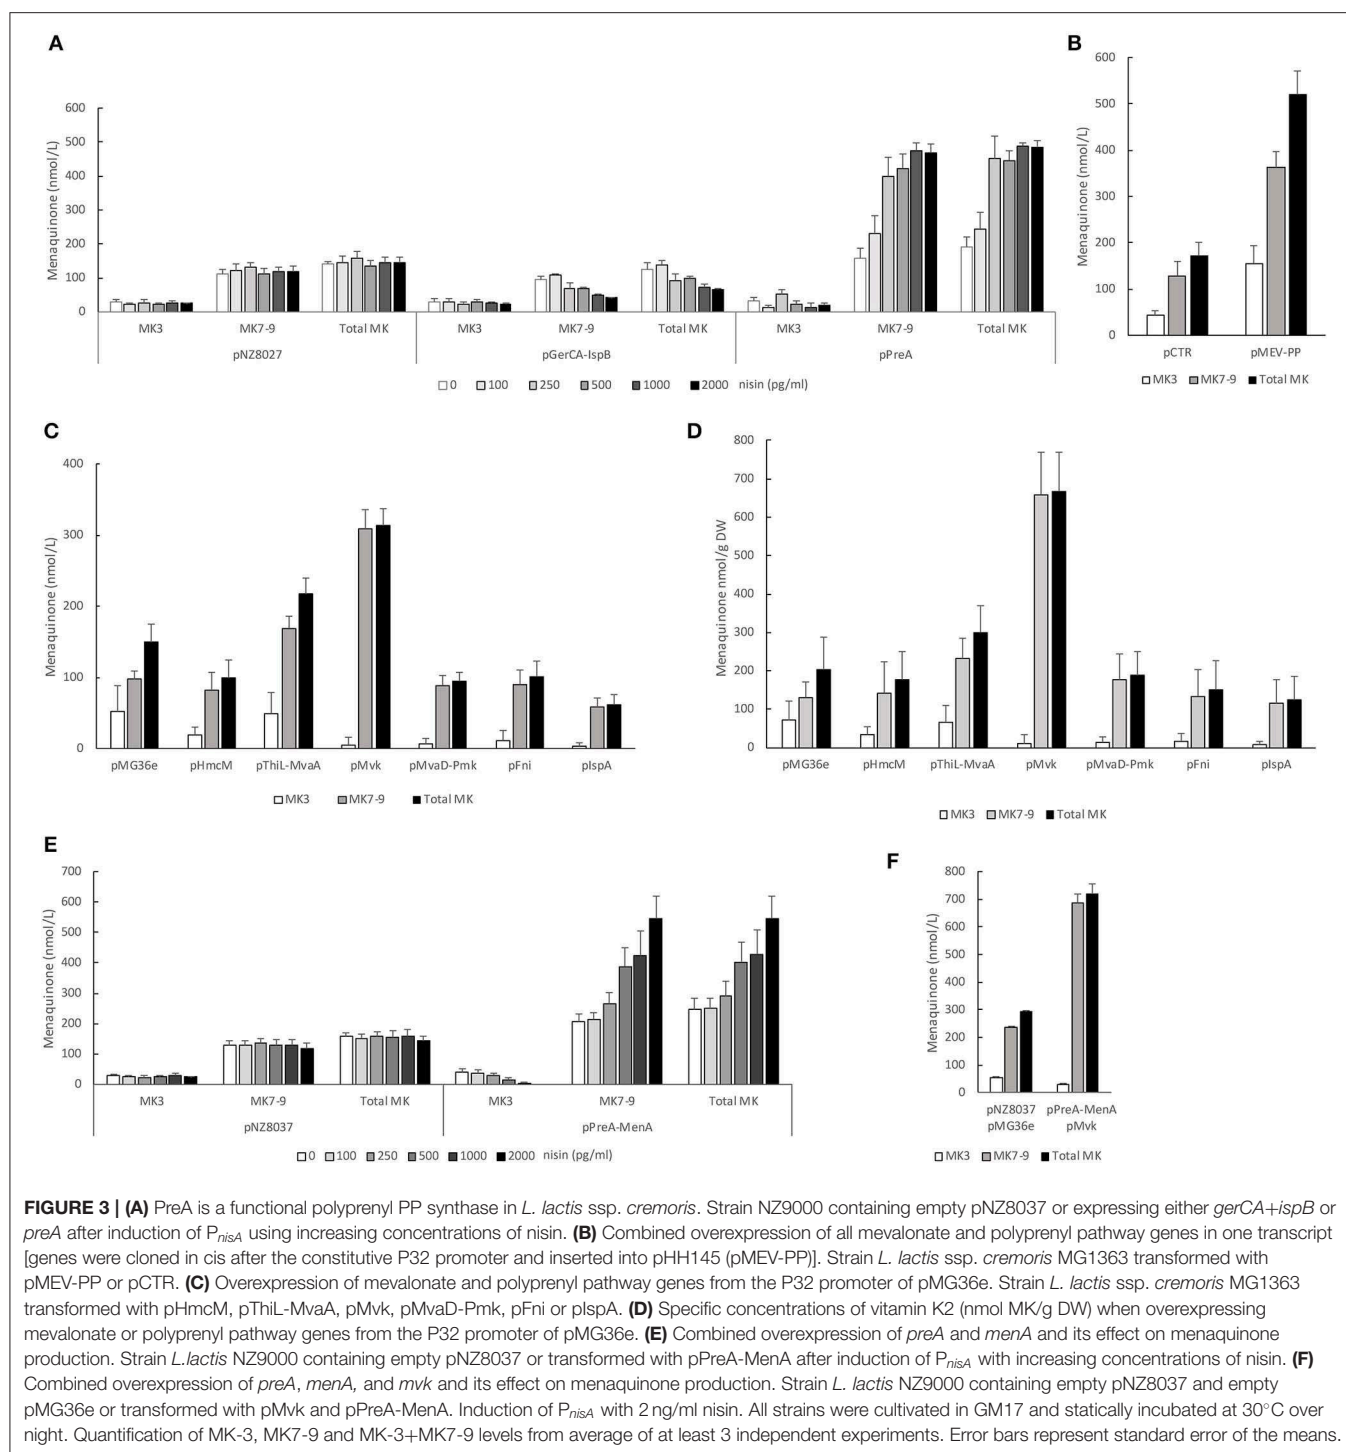 A
Menaquinone (nmol/L)
600
500
400
300
200
100
0
MK3 MK7-9 Total MK MK3 MK7-9 Total MK MK3 MK7-9 Total MK
pNZ8027 pGerCA-IspB pPreA
0 100 250 500 1000 2000 nisin (pg/ml)
B
Menaquinone (nmol/L)
600
500
400
300
200
100
0
pCTR pMEV-PP
MK3 MK7-9 Total MK
C
Menaquinone (nmol/L)
400
300
200
100
0
pMG36e pHmcM pThiL-MvaA pMvk pMvaD-Pmk pFni pIspA
MK3 MK7-9 Total MK
D
Menaquinone nmol/g DW
800
700
600
500
400
300
200
100
0
pMG36e pHmcM pThiL-MvaA pMvk pMvaD-Pmk pFni pIspA
MK3 MK7-9 Total MK
E
Menaquinone (nmol/L)
700
600
500
400
300
200
100
0
MK3 MK7-9 Total MK MK3 MK7-9 Total MK
pNZ8037 pPreA-MenA
0 100 250 500 1000 2000 nisin (pg/ml)
F
Menaquinone (nmol/L)
800
700
600
500
400
300
200
100
0
pNZ8037 pPreA-MenA
pMG36e pMvk
MK3 MK7-9 Total MK
FIGURE 3 | (A) PreA is a functional polyprenyl PP synthase in L. lactis ssp. cremoris. Strain NZ9000 containing empty pNZ8037 or expressing either gerCA+ispB or
preA after induction of PnisA using increasing concentrations of nisin. (B) Combined overexpression of all mevalonate and polyprenyl pathway genes in one transcript
[genes were cloned in cis after the constitutive P32 promoter and inserted into pHH145 (pMEV-PP)]. Strain L. lactis ssp. cremoris MG1363 transformed with
pMEV-PP or pCTR. (C) Overexpression of mevalonate and polyprenyl pathway genes from the P32 promoter of pMG36e. Strain L. lactis ssp. cremoris MG1363
transformed with pHmcM, pThiL-MvaA, pMvk, pMvaD-Pmk, pFni or pIspA. (D) Specific concentrations of vitamin K2 (nmol MK/g DW) when overexpressing
mevalonate or polyprenyl pathway genes from the P32 promoter of pMG36e. (E) Combined overexpression of preA and menA and its effect on menaquinone
production. Strain L.lactis NZ9000 containing empty pNZ8037 or transformed with pPreA-MenA after induction of PnisA with increasing concentrations of nisin. (F)
Combined overexpression of preA, menA, and mvk and its effect on menaquinone production. Strain L. lactis NZ9000 containing empty pNZ8037 and empty
pMG36e or transformed with pMvk and pPreA-MenA. Induction of PnisA with 2 ng/ml nisin. All strains were cultivated in GM17 and statically incubated at 30°C over
night. Quantification of MK-3, MK7-9 and MK-3+MK7-9 levels from average of at least 3 independent experiments. Error bars represent standard error of the means.